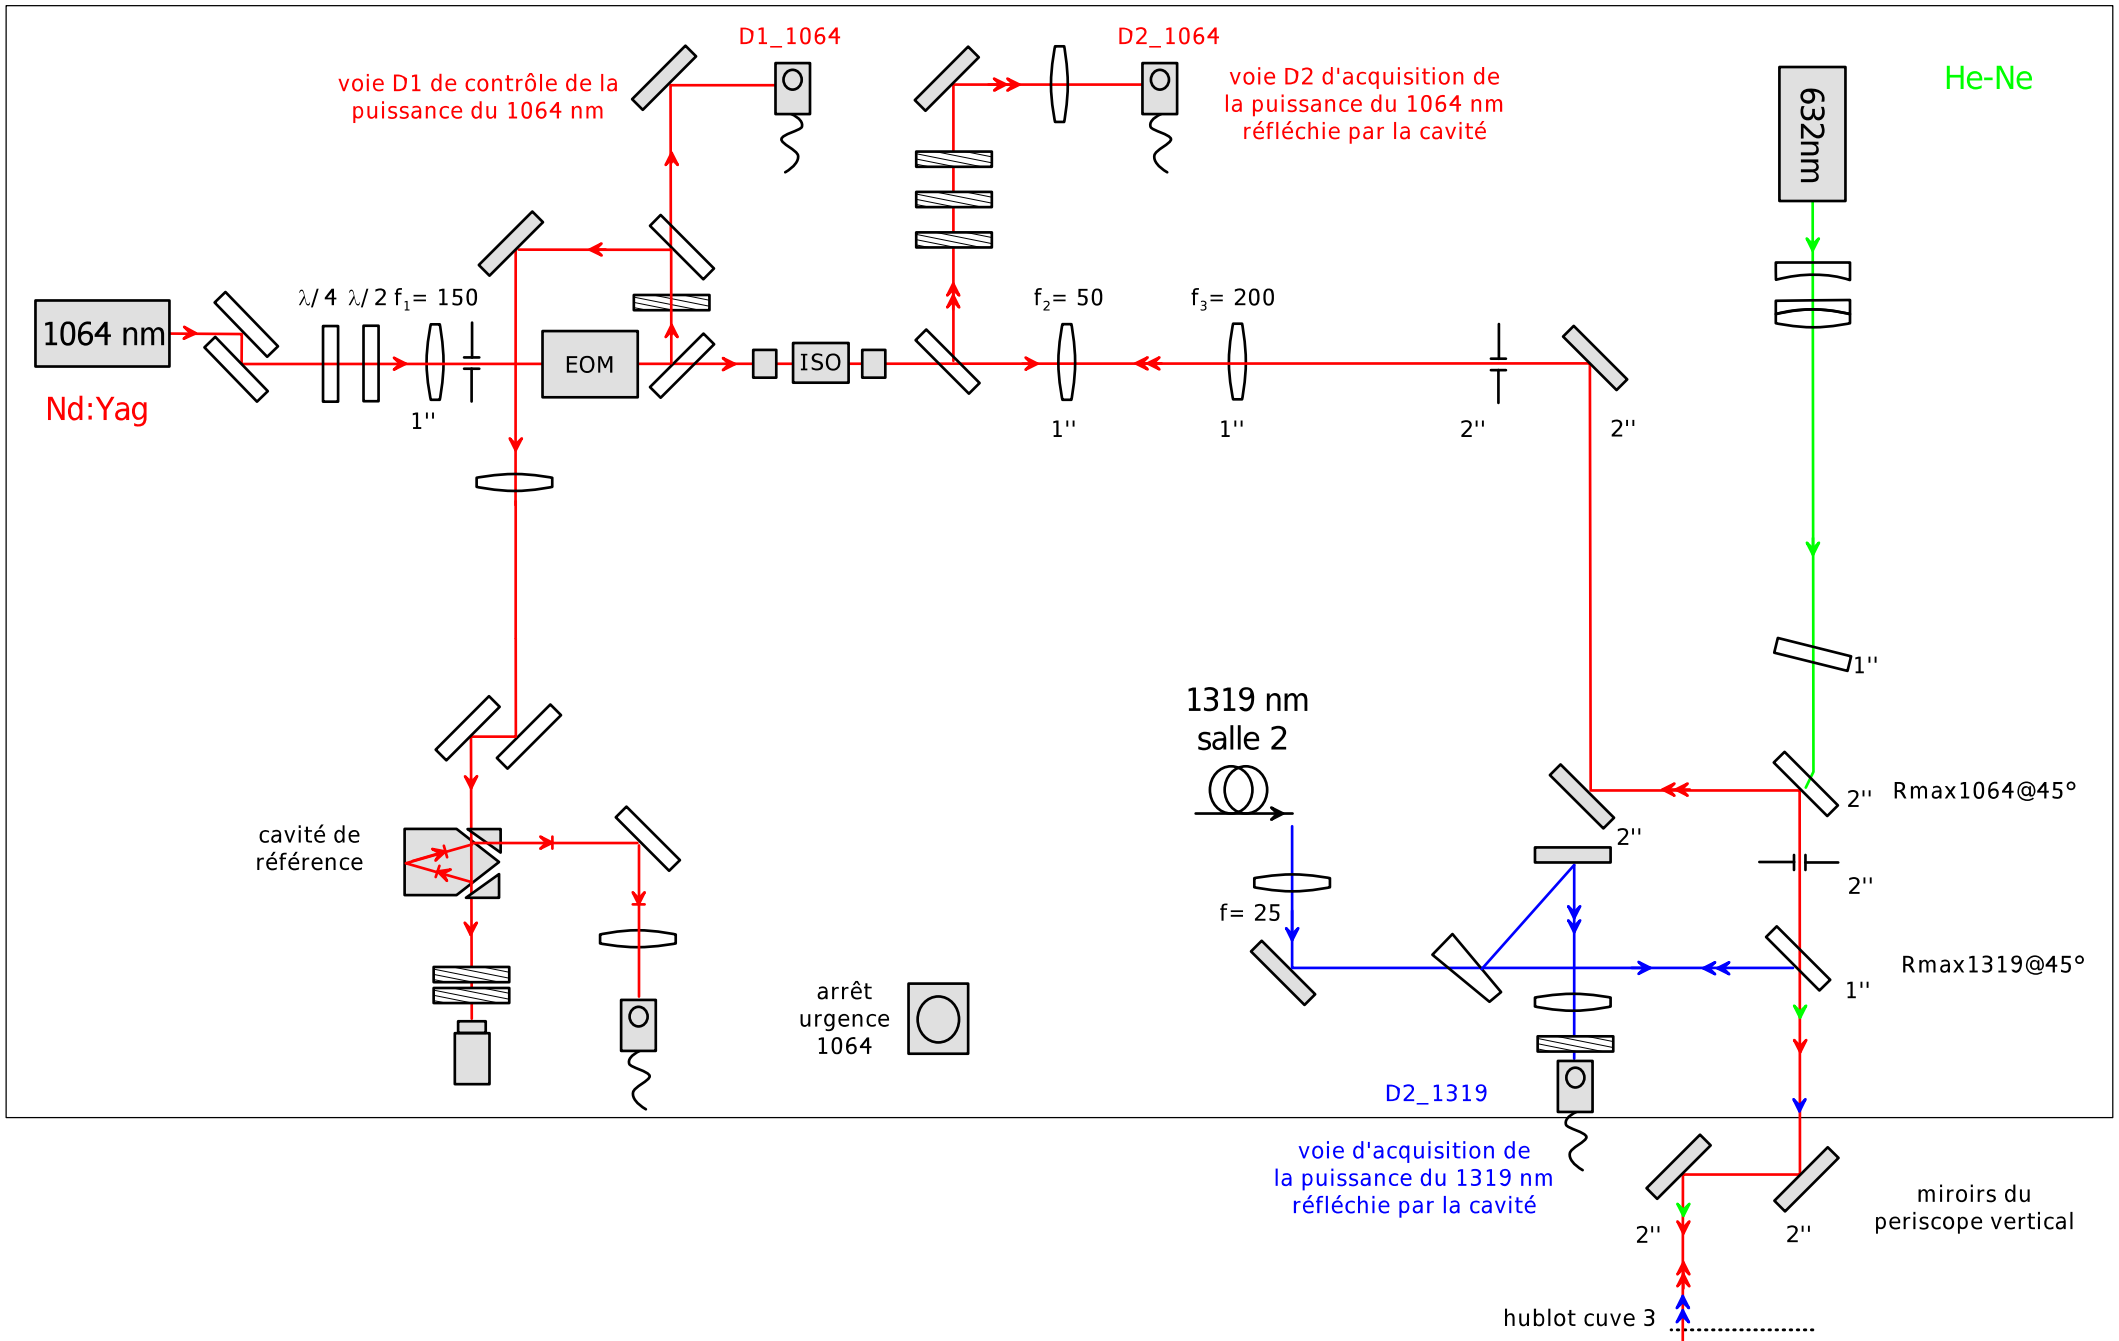 D1_1064
D2_1064
voie D1 de contrôle de la
puissance du 1064 nm
voie D2 d'acquisition de
la puissance du 1064 nm
réfléchie par la cavité
He-Ne
632nm
1064 nm
Nd:Yag
λ/4 λ/2 f₁= 150
1''
EOM
ISO
f₂= 50
1''
f₃= 200
1''
2''
2''
1''
1319 nm
salle 2
2''
2''
Rmax1064@45°
2''
cavité de
référence
f= 25
Rmax1319@45°
1''
arrêt
urgence
1064
D2_1319
voie d'acquisition de
la puissance du 1319 nm
réfléchie par la cavité
2''
2''
miroirs du
periscope vertical
hublot cuve 3